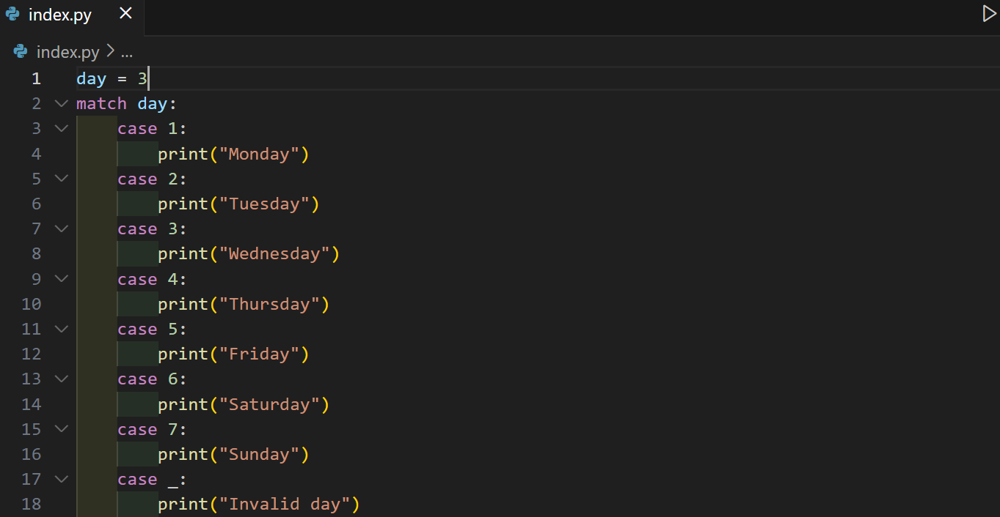 index.py
index.py > ...
1 day = 3
2 match day:
3     case 1:
4         print("Monday")
5     case 2:
6         print("Tuesday")
7     case 3:
8         print("Wednesday")
9     case 4:
10         print("Thursday")
11     case 5:
12         print("Friday")
13     case 6:
14         print("Saturday")
15     case 7:
16         print("Sunday")
17     case _:
18         print("Invalid day")